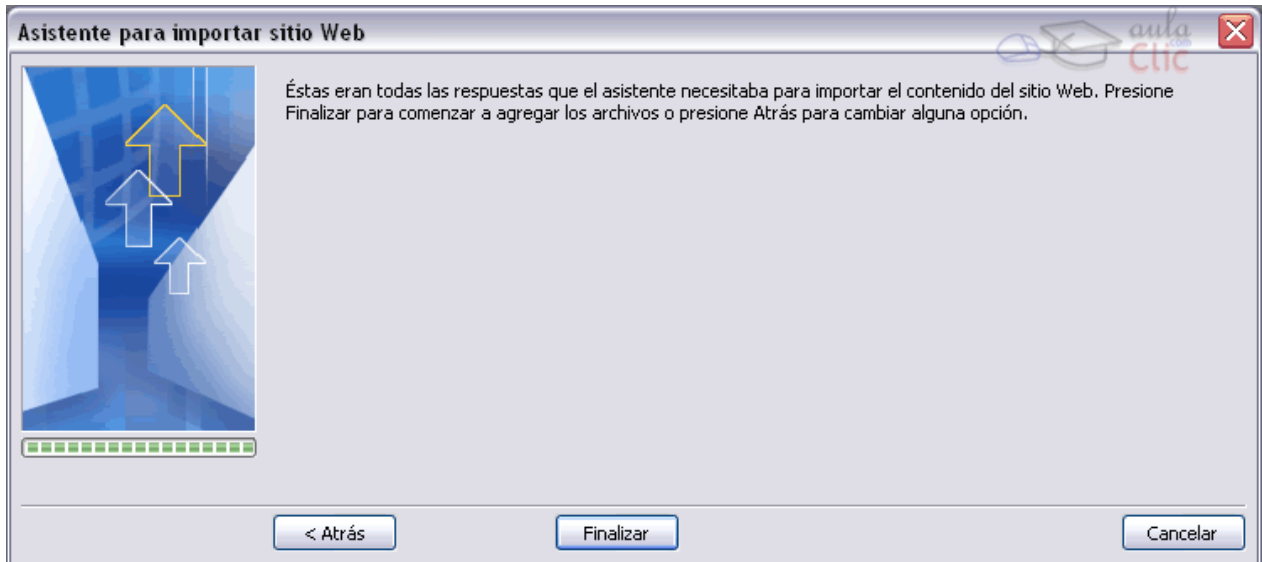 Asistente para importar sitio Web
aula
.com
Clic
Éstas eran todas las respuestas que el asistente necesitaba para importar el contenido del sitio Web. Presione
Finalizar para comenzar a agregar los archivos o presione Atrás para cambiar alguna opción.
< Atrás
Finalizar
Cancelar